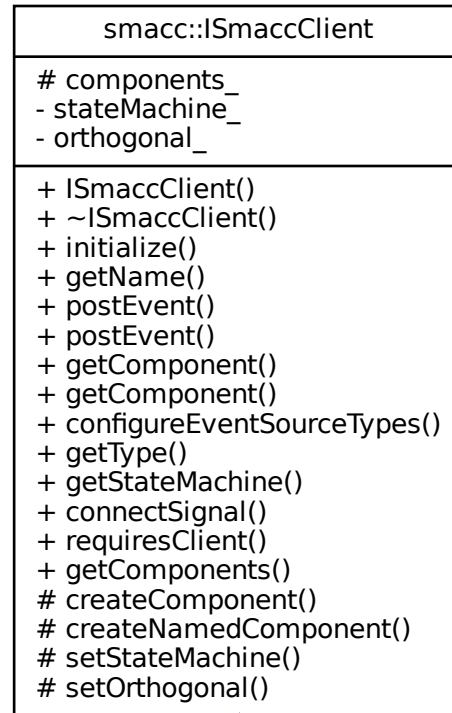 smacc::ISmaccClient
# components_
- stateMachine_
- orthogonal_
+ ISmaccClient()
+ ~ISmaccClient()
+ initialize()
+ getName()
+ postEvent()
+ postEvent()
+ getComponent()
+ getComponent()
+ configureEventSourceTypes()
+ getType()
+ getStateMachine()
+ connectSignal()
+ requiresClient()
+ getComponents()
# createComponent()
# createNamedComponent()
# setStateMachine()
# setOrthogonal()